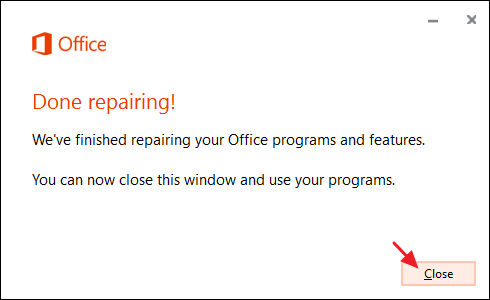 Office
Done repairing!
We've finished repairing your Office programs and features.
You can now close this window and use your programs.
Close